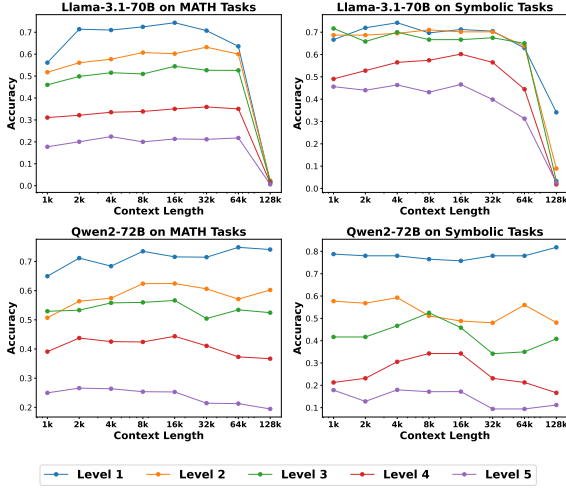 Llama-3.1-70B on MATH Tasks
Accuracy
0.7
0.6
0.5
0.4
0.3
0.2
0.1
0.0
1k 2k 4k 8k 16k 32k 64k 128k
Context Length
Llama-3.1-70B on Symbolic Tasks
Accuracy
0.7
0.6
0.5
0.4
0.3
0.2
0.1
0.0
1k 2k 4k 8k 16k 32k 64k 128k
Context Length
Qwen2-72B on MATH Tasks
Accuracy
0.7
0.6
0.5
0.4
0.3
0.2
1k 2k 4k 8k 16k 32k 64k 128k
Context Length
Qwen2-72B on Symbolic Tasks
Accuracy
0.8
0.7
0.6
0.5
0.4
0.3
0.2
0.1
1k 2k 4k 8k 16k 32k 64k 128k
Context Length
Level 1 Level 2 Level 3 Level 4 Level 5